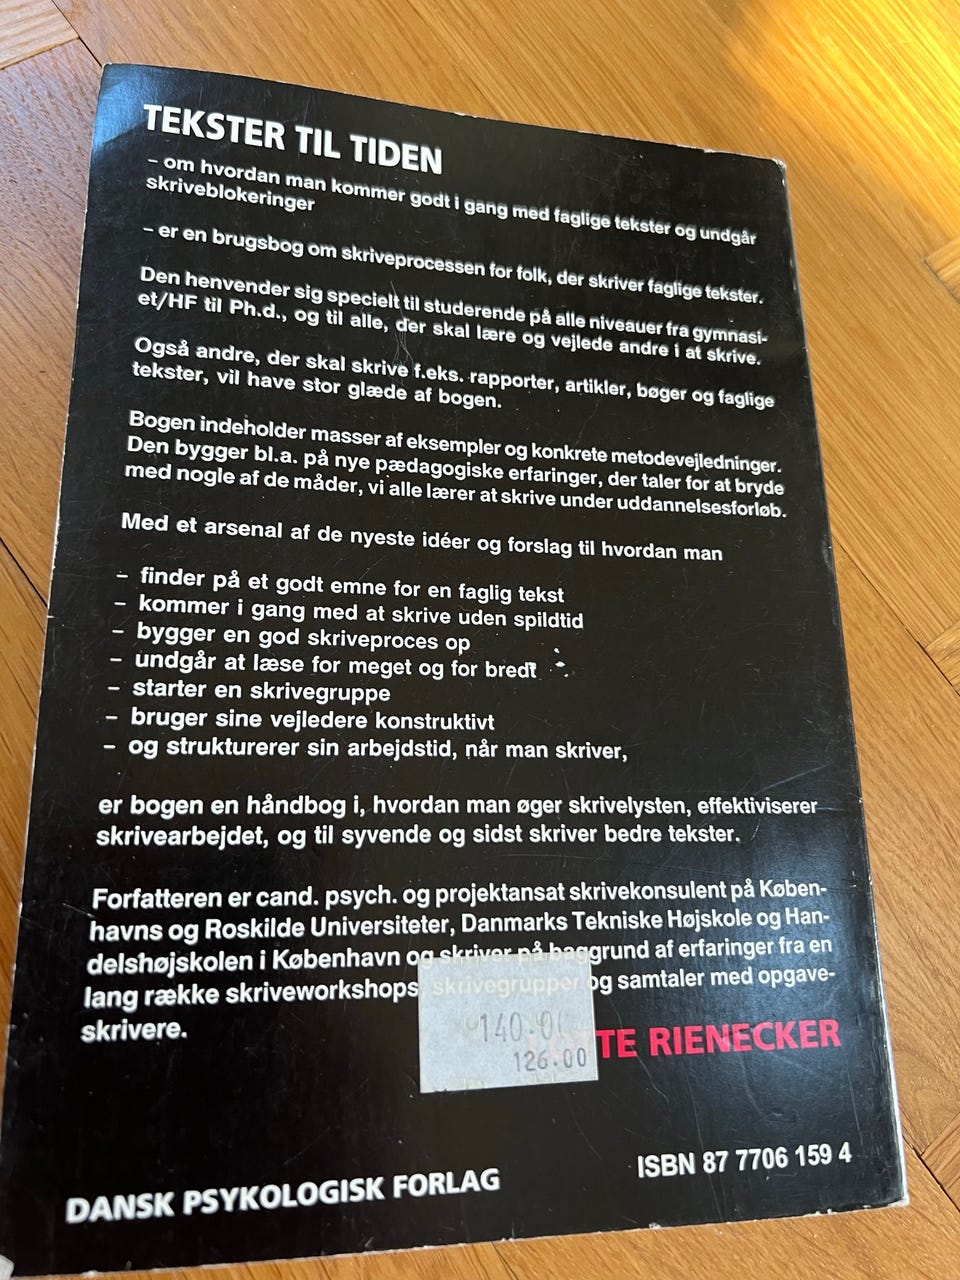 TEKSTER TIL TIDEN
– om hvordan man kommer godt i gang med faglige tekster og undgår
skriveblokeringer
– er en brugsbog om skriveprocessen for folk, der skriver faglige tekster.
Den henvender sig specielt til studerende på alle niveauer fra gymnasi-
et/HF til Ph.d., og til alle, der skal lære og vejlede andre i at skrive.
Også andre, der skal skrive f.eks. rapporter, artikler, bøger og faglige
tekster, vil have stor glæde af bogen.
Bogen indeholder masser af eksempler og konkrete metodevejledninger.
Den bygger bl.a. på nye pædagogiske erfaringer, der taler for at bryde
med nogle af de måder, vi alle lærer at skrive under uddannelsesforløb.
Med et arsenal af de nyeste idéer og forslag til hvordan man
– finder på et godt emne for en faglig tekst
– kommer i gang med at skrive uden spildtid
– bygger en god skriveproces op
– undgår at læse for meget og for bredt
– starter en skrivegruppe
– bruger sine vejledere konstruktivt
– og strukturerer sin arbejdstid, når man skriver,
er bogen en håndbog i, hvordan man øger skrivelysten, effektiviserer
skrivearbejdet, og til syvende og sidst skriver bedre tekster.
Forfatteren er cand. psych. og projektansat skrivekonsulent på Køben-
havns og Roskilde Universiteter, Danmarks Tekniske Højskole og Han-
delshøjskolen i København og skriver på baggrund af erfaringer fra en
lang række skriveworkshops, skrivegrupper og samtaler med opgave-
skrivere.
126.00
RIENECKER
ISBN 87 7706 159 4
DANSK PSYKOLOGISK FORLAG